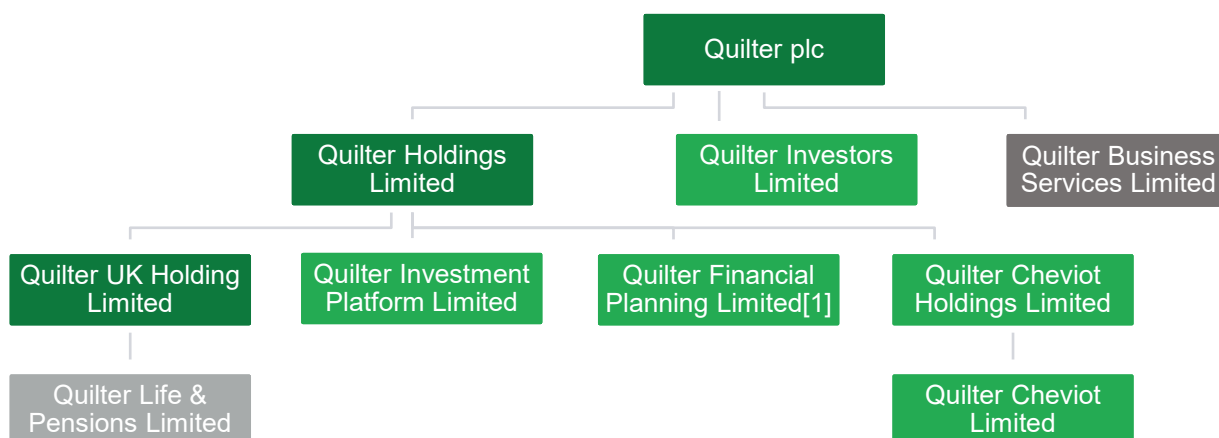 Quilter plc
Quilter Holdings
Limited
Quilter Investors
Limited
Quilter Business
Services Limited
Quilter UK Holding
Limited
Quilter Investment
Platform Limited
Quilter Financial
Planning Limited[1]
Quilter Cheviot
Holdings Limited
Quilter Life &
Pensions Limited
Quilter Cheviot
Limited